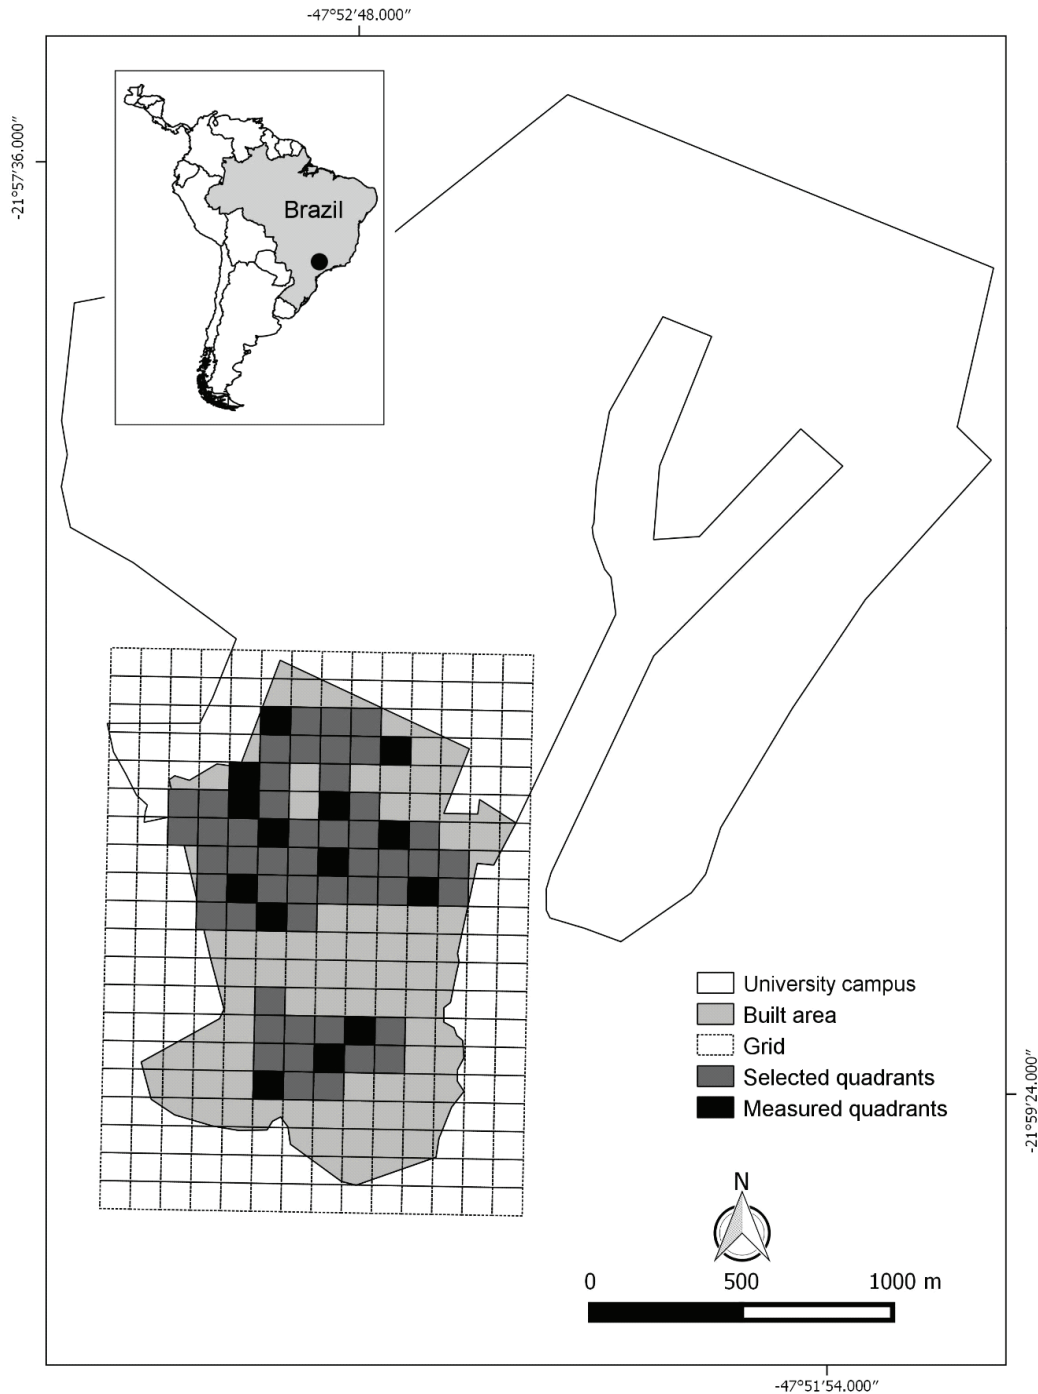 -47°52′48.000″
-21°57′36.000″
Brazil
University campus
Built area
Grid
Selected quadrants
Measured quadrants
-21°59′24.000″
N
0 500 1000 m
-47°51′54.000″